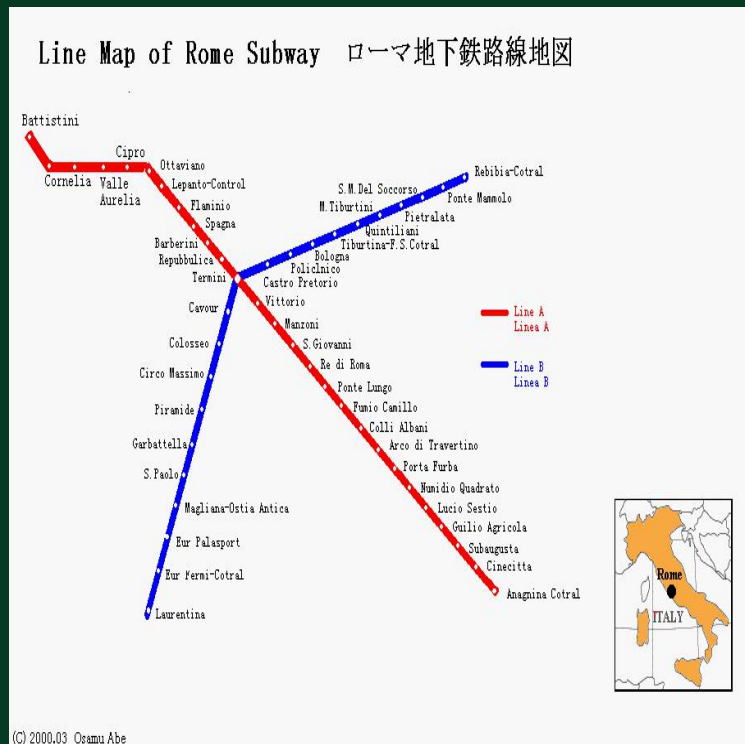 Line Map of Rome Subway ローマ地下鉄路線地図
Battistini
Cornelia
Valle
Aurelia
Cipro
Ottaviano
Lepanto-Control
Flaminio
Spagna
Barberini
Repubbulica
Termini
Castro Pretorio
Policlnico
Bologna
Tiburtina-F.S.Cotral
Quintiliani
M.Tiburtini
Pietralata
S.M.Del Soccorso
Ponte Mammolo
Rebibia-Cotral
Vittorio
Manzoni
S.Giovanni
Re di Roma
Ponte Lungo
Fumio Camillo
Colli Albani
Arco di Travertino
Porta Furba
Numidio Quadrato
Lucio Sestio
Guilio Agricola
Subaugusta
Cinecitta
Anagnina Cotral
Cavour
Colosseo
Circo Massimo
Piramide
Garbattella
S.Paolo
Magliana-Ostia Antica
Eur Palasport
Eur Fermi-Cotral
Laurentina
Line A
Linea A
Line B
Linea B
Rome
ITALY
(C) 2000.03 Osamu Abe